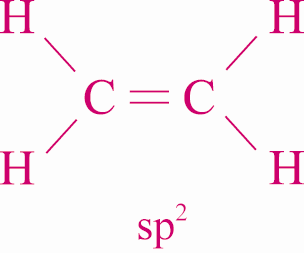 H H
C = C
H H
sp²